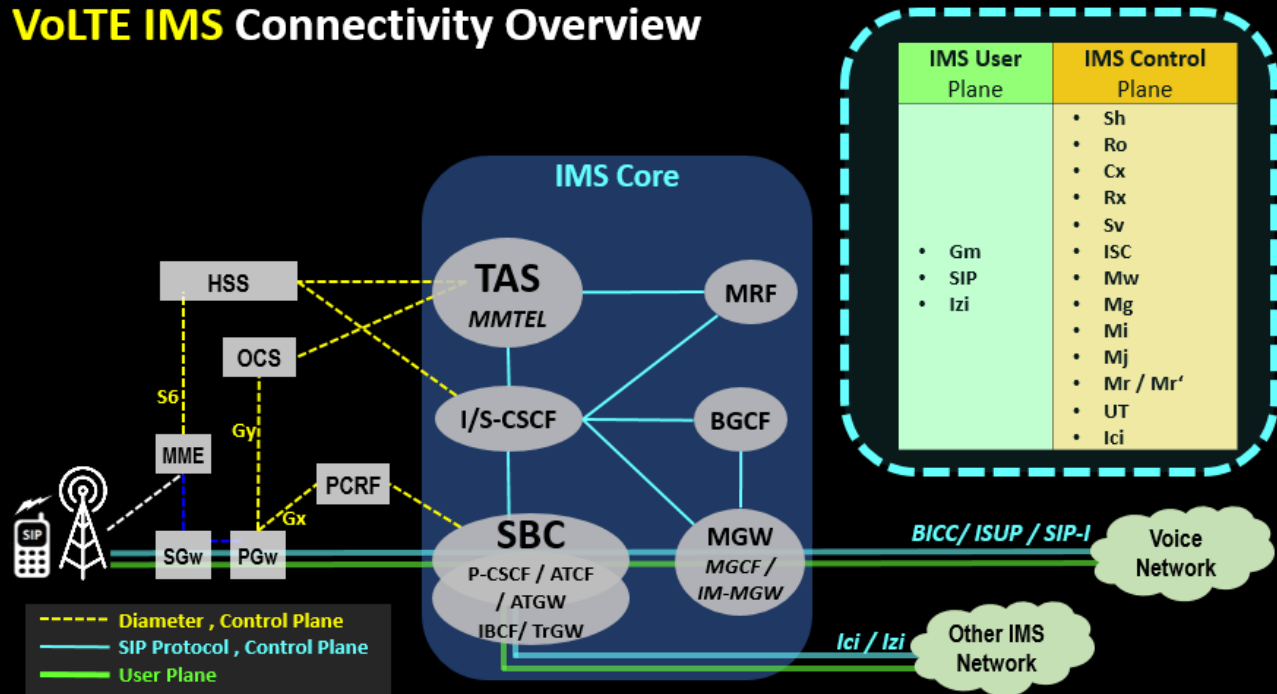 VoLTE IMS Connectivity Overview
IMS User
Plane
IMS Control
Plane
• Gm
• SIP
• Izi
• Sh
• Ro
• Cx
• Rx
• Sv
• ISC
• Mw
• Mg
• Mi
• Mj
• Mr / Mr‘
• UT
• Ici
IMS Core
HSS
TAS
MMTEL
MRF
OCS
S6
I/S-CSCF
BGCF
Gy
MME
PCRF
Gx
SIP
SGw
PGw
SBC
P-CSCF / ATCF
/ ATGW
IBCF/ TrGW
MGW
MGCF /
IM-MGW
BICC/ ISUP / SIP-I
Voice
Network
Ici / Izi
Other IMS
Network
Diameter , Control Plane
SIP Protocol , Control Plane
User Plane